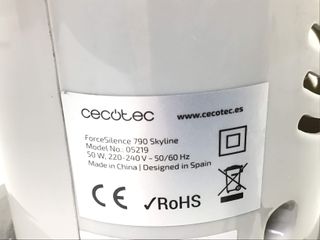 cecotec
www.cecotec.es
ForceSilence 790 Skyline
Model No.: 05219
50 W, 220-240 V ~ 50/60 Hz
Made in China | Designed in Spain
CE ✓RoHS